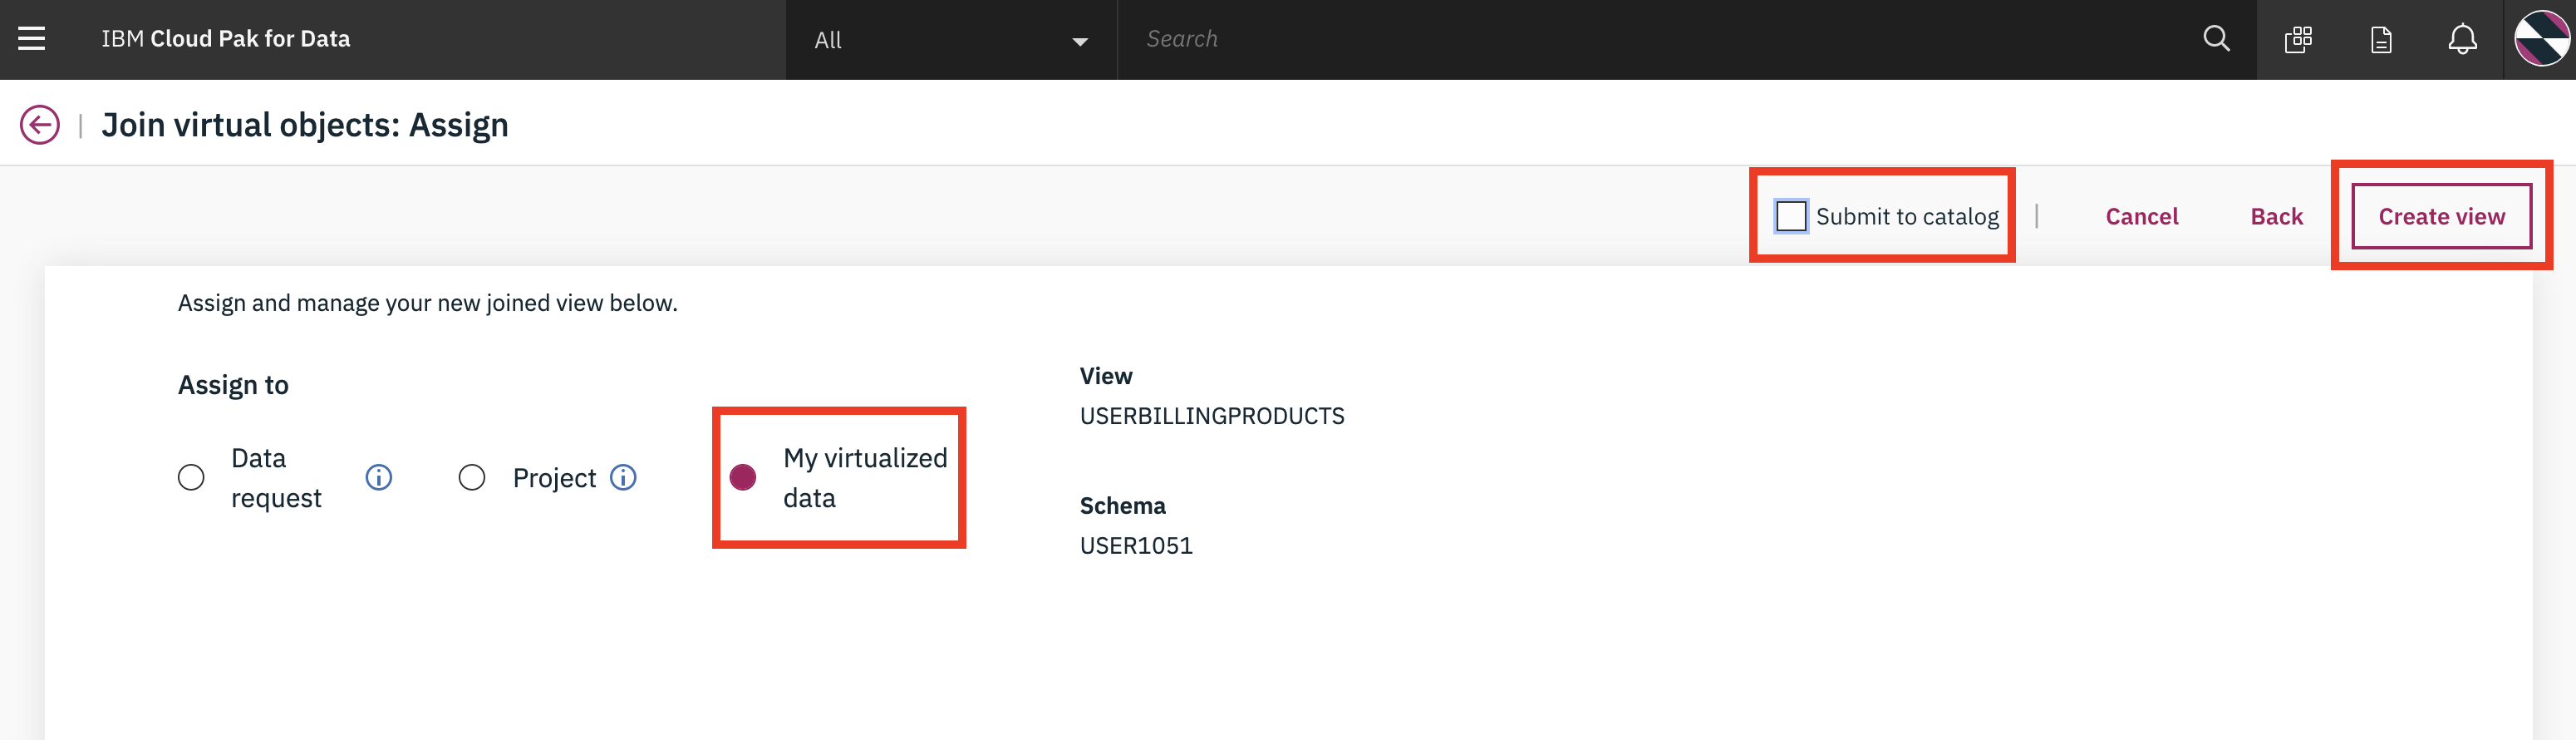 IBM Cloud Pak for Data
All
Search
Join virtual objects: Assign
Submit to catalog
Cancel
Back
Create view
Assign and manage your new joined view below.
Assign to
Data
request
Project
My virtualized
data
View
USERBILLINGPRODUCTS
Schema
USER1051